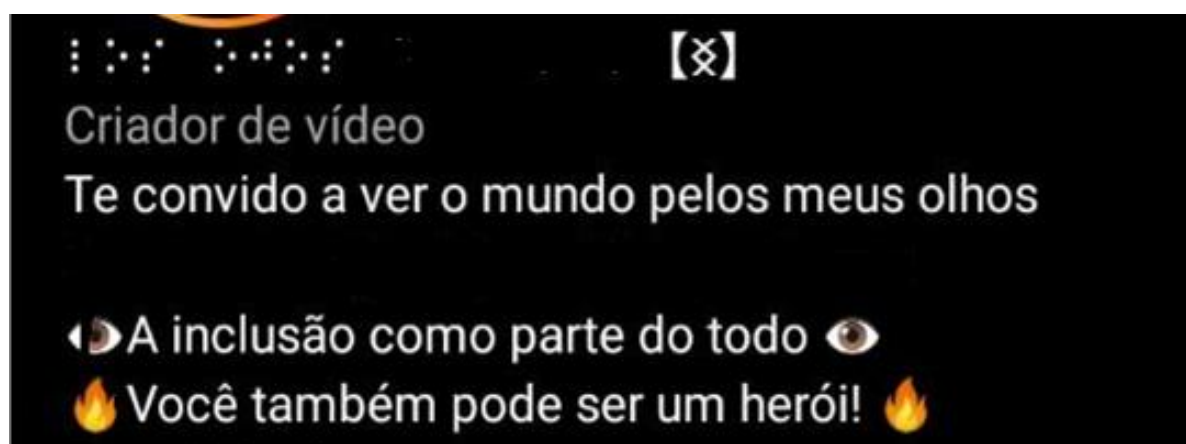 ⠇⠕⠎ ⠕⠚⠕⠎ 【ᛝ】
Criador de vídeo
Te convido a ver o mundo pelos meus olhos
👁A inclusão como parte do todo 👁
🔥Você também pode ser um herói! 🔥